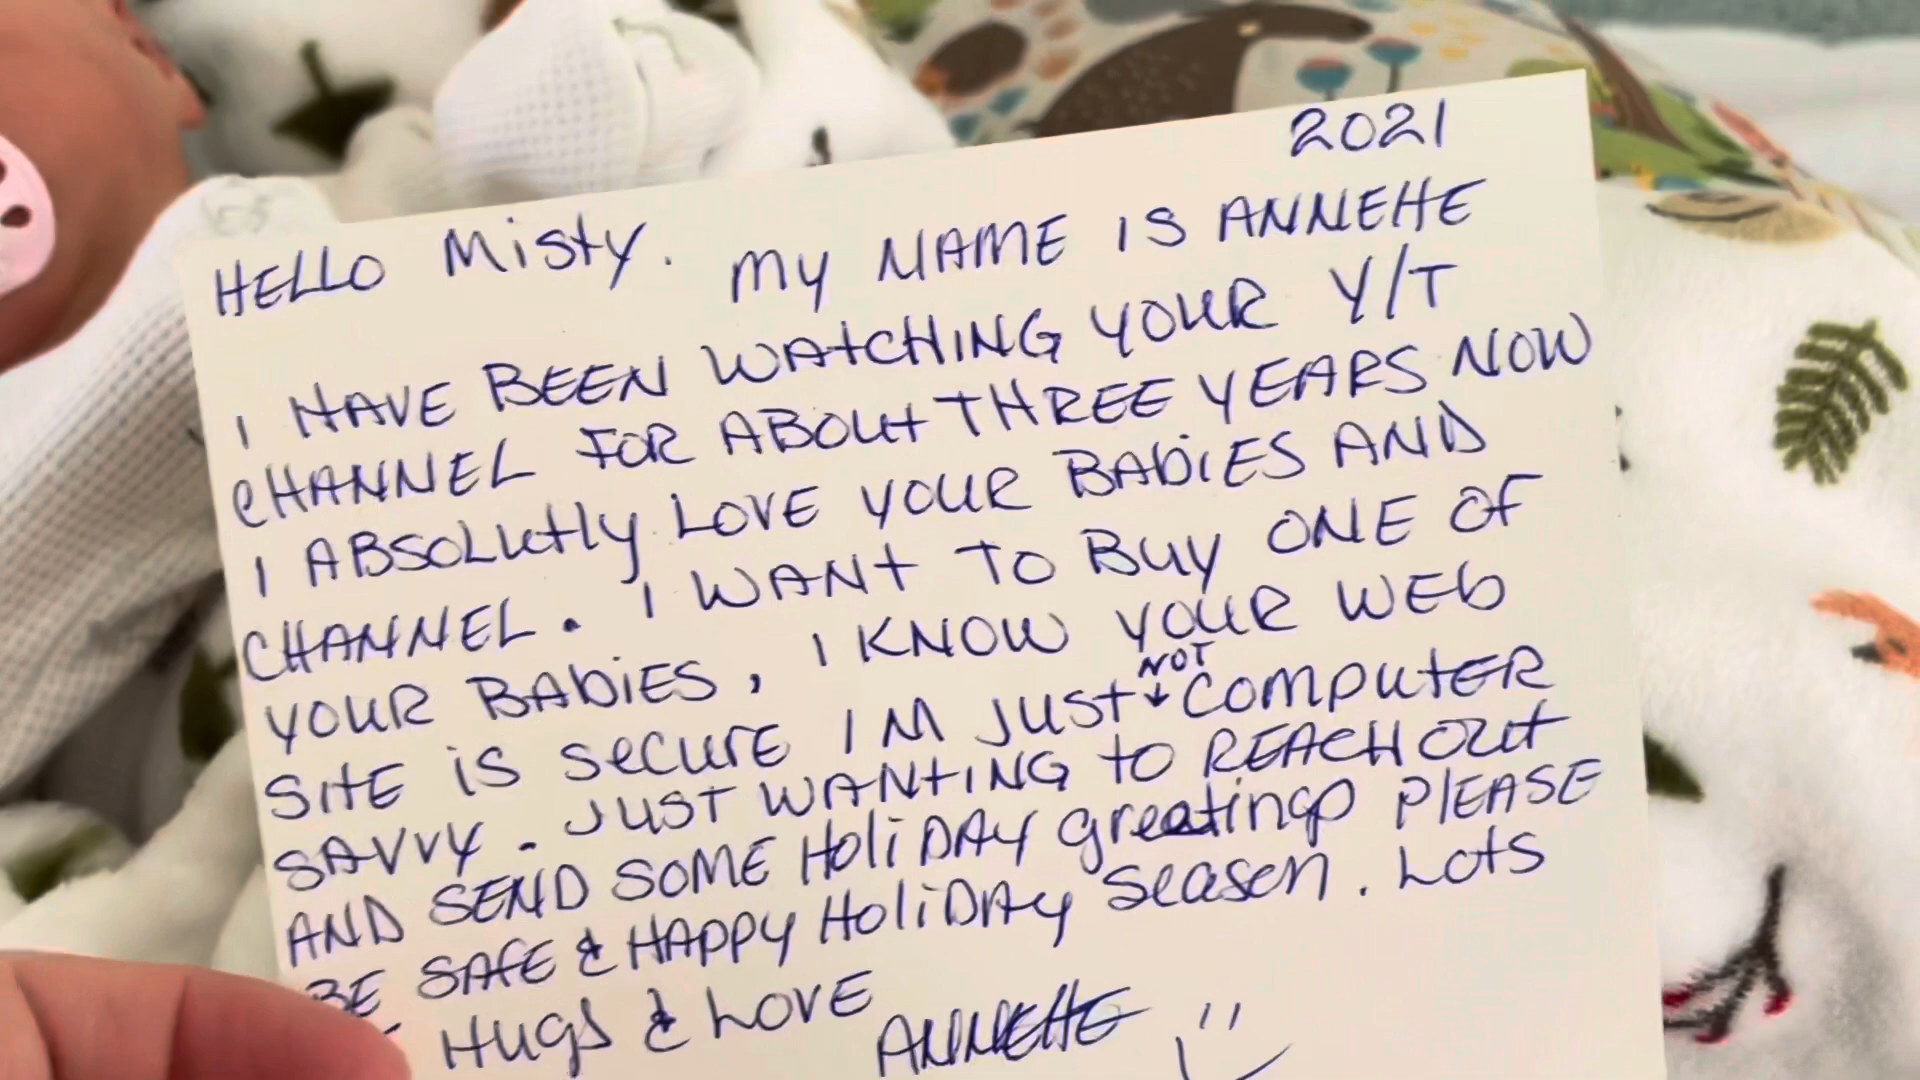 2021
HELLO Misty. MY NAME IS ANNEttE
I HAVE BEEN WAtCHING YOUR Y/T
CHANNEL FOR ABOUt THREE YEARS NOW
I ABSOLUtly LOVE YOUR BABiES AND
CHANNEL. I WANt TO BUY ONE OF
YOUR BABiES, I KNOW YOUR WEB
SItE is SECURE I'M JUSt NOT COMPUtER
SAVVY. JUST WANtING to REACH OUt
AND SEND SOME HoliDAY greetings PlEASE
BE SAFE & HAPPY HoliDAY Season. Lots
HUGS & LOVE
ANNEttE